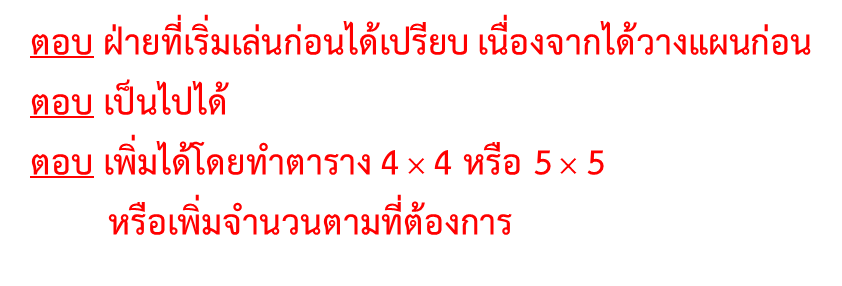 ตอบ ฝ่ายที่เริ่มเล่นก่อนได้เปรียบ เนื่องจากได้วางแผนก่อน
ตอบ เป็นไปได้
ตอบ เพิ่มได้โดยทำตาราง 4 × 4 หรือ 5 × 5
หรือเพิ่มจำนวนตามที่ต้องการ